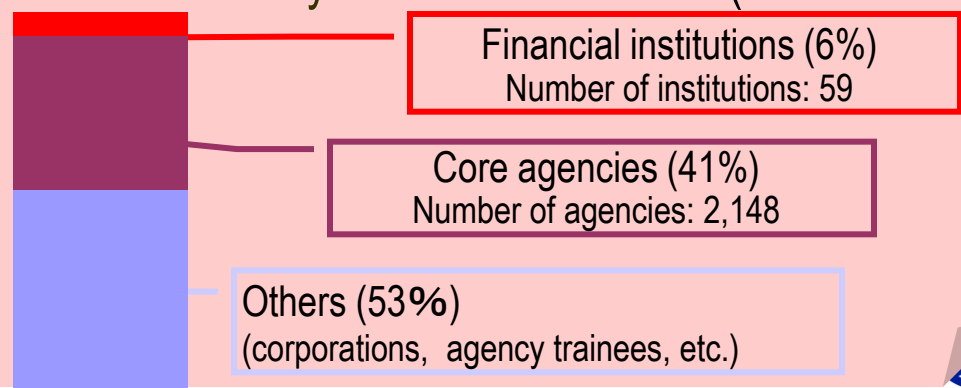 Financial institutions (6%)
Number of institutions: 59
Core agencies (41%)
Number of agencies: 2,148
Others (53%)
(corporations, agency trainees, etc.)